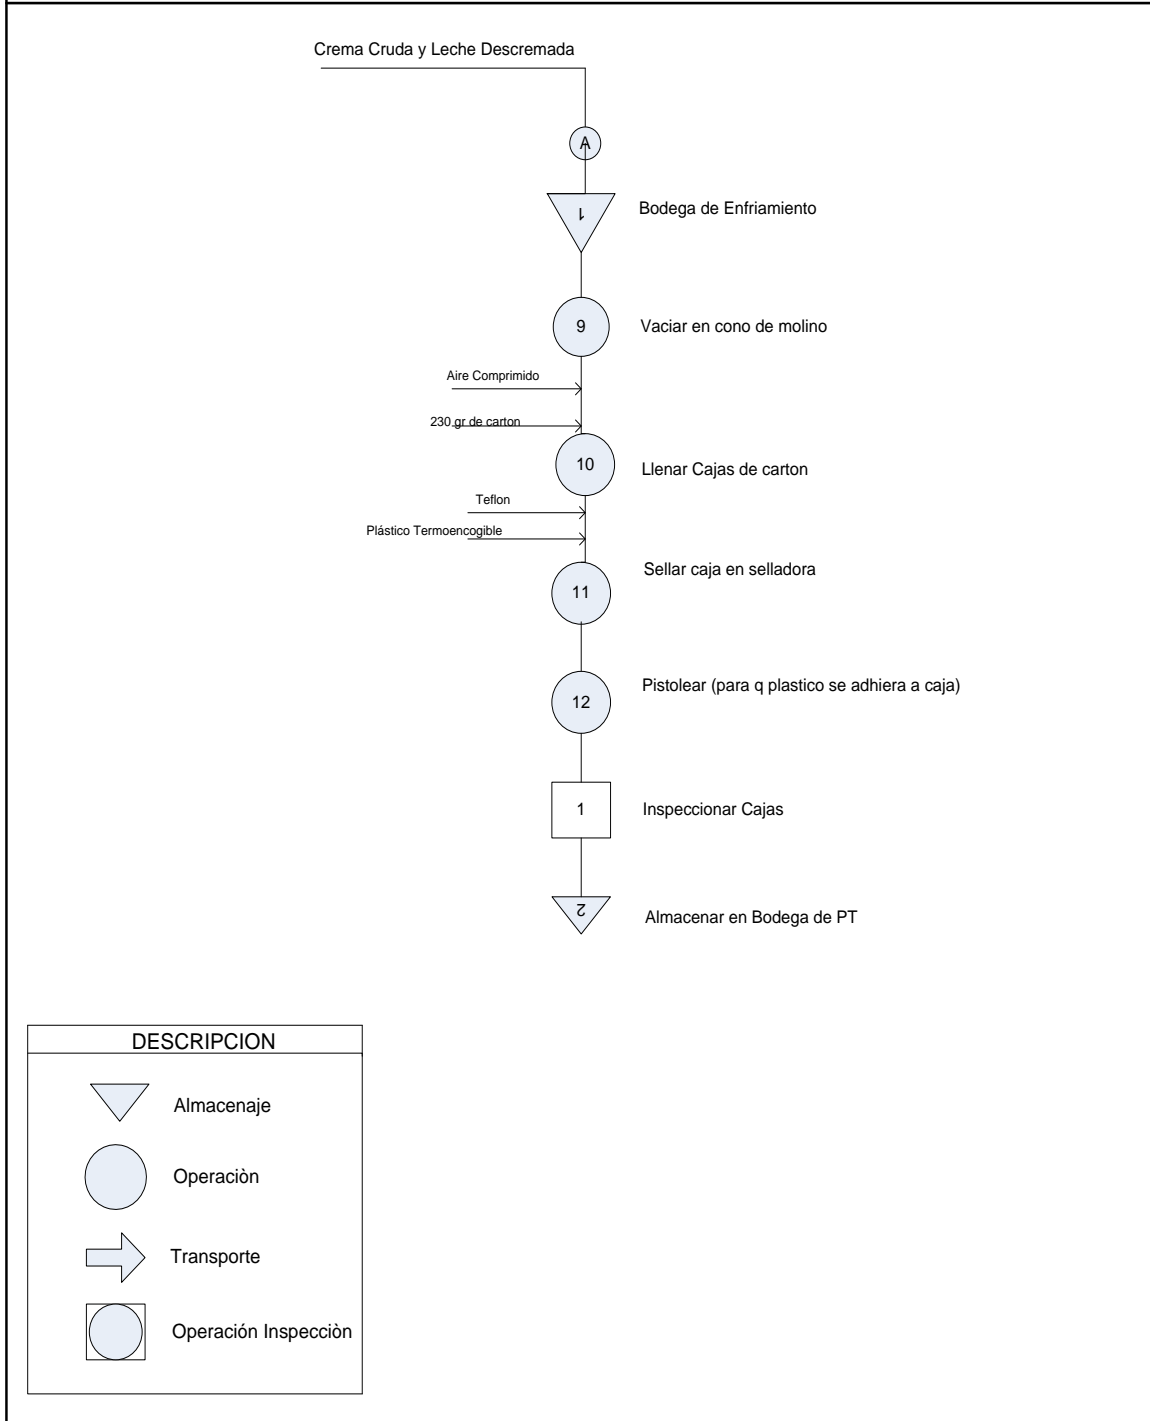 Crema Cruda y Leche Descremada
A
1
Bodega de Enfriamiento
9
Vaciar en cono de molino
Aire Comprimido
230 gr de carton
10
Llenar Cajas de carton
Teflon
Plástico Termoencogible
Sellar caja en selladora
11
Pistolear (para q plastico se adhiera a caja)
12
1
Inspeccionar Cajas
2
Almacenar en Bodega de PT
DESCRIPCION
Almacenaje
Operaciòn
Transporte
Operación Inspecciòn